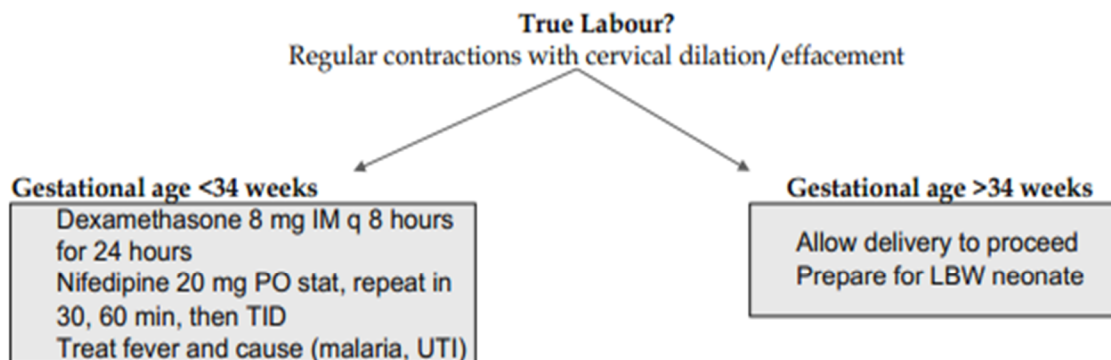 True Labour?
Regular contractions with cervical dilation/effacement
Gestational age <34 weeks
Dexamethasone 8 mg IM q 8 hours
for 24 hours
Nifedipine 20 mg PO stat, repeat in
30, 60 min, then TID
Treat fever and cause (malaria, UTI)
Gestational age >34 weeks
Allow delivery to proceed
Prepare for LBW neonate